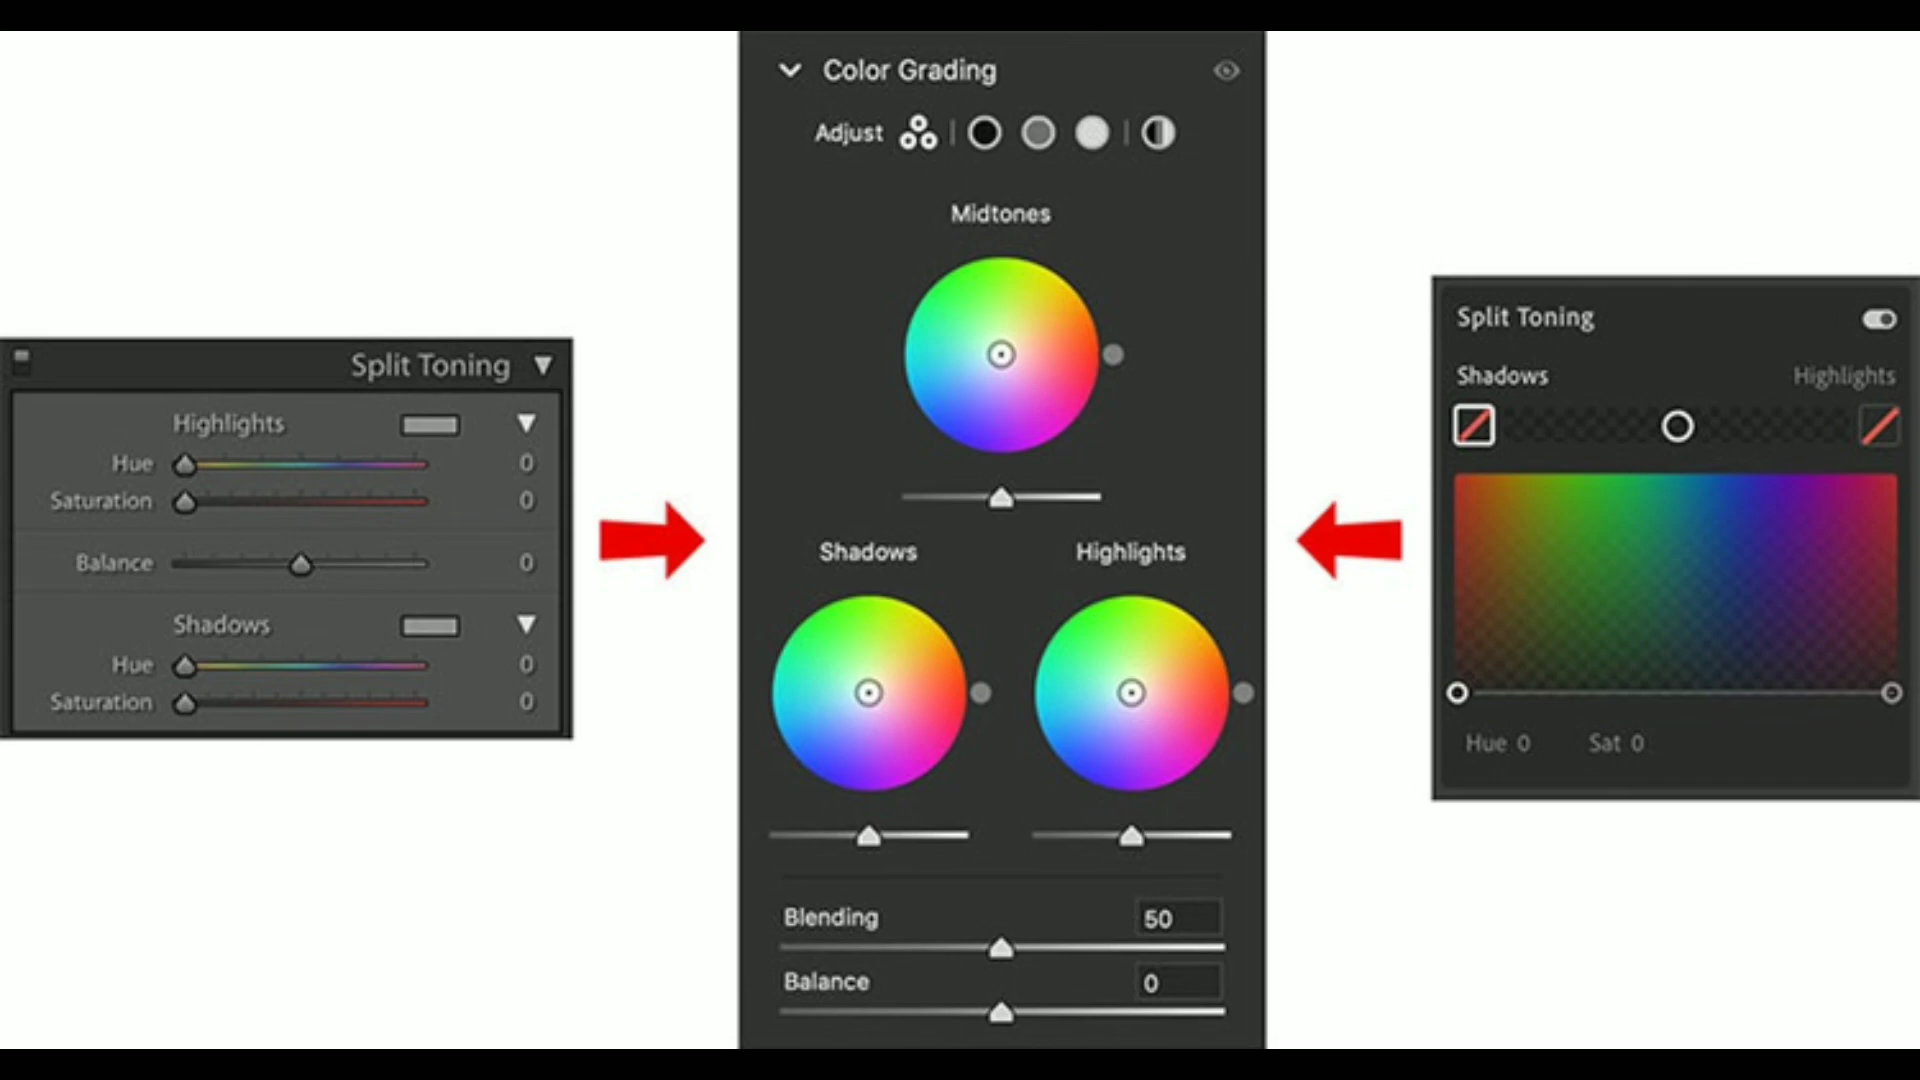 Split Toning
Highlights
Hue 0
Saturation 0
Balance 0
Shadows
Hue 0
Saturation 0
Color Grading
Adjust
Midtones
Shadows Highlights
Blending 50
Balance 0
Split Toning
Shadows Highlights
Hue 0 Sat 0